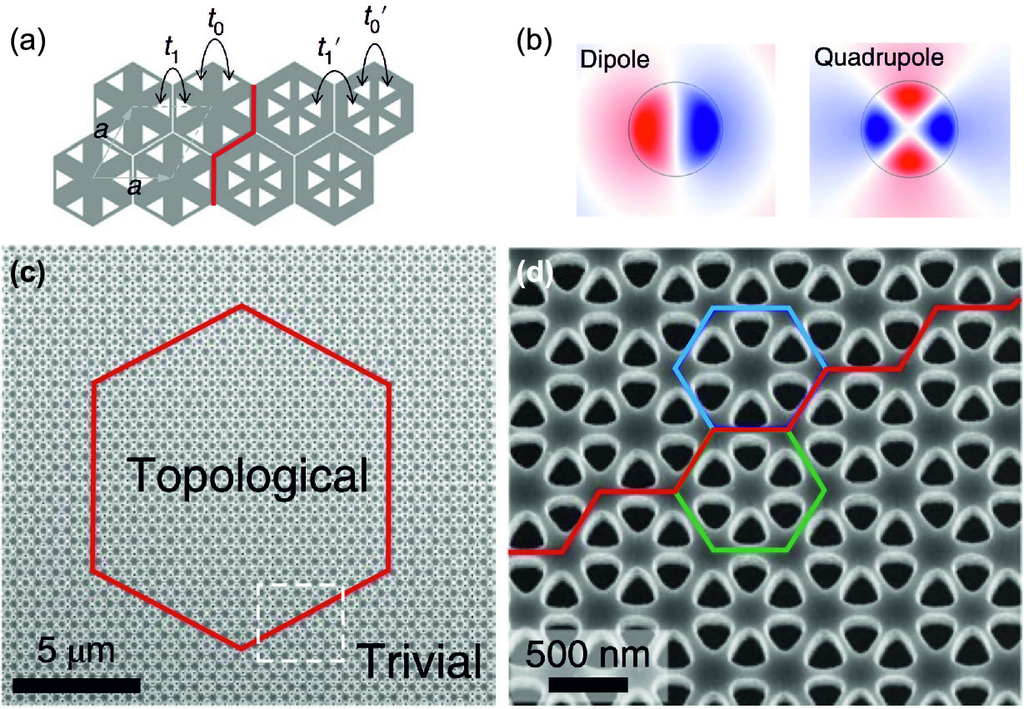 (a)
t₁
t₀
t₁′
t₀′
a
a
(b)
Dipole
Quadrupole
(c)
Topological
5 μm
Trivial
(d)
500 nm